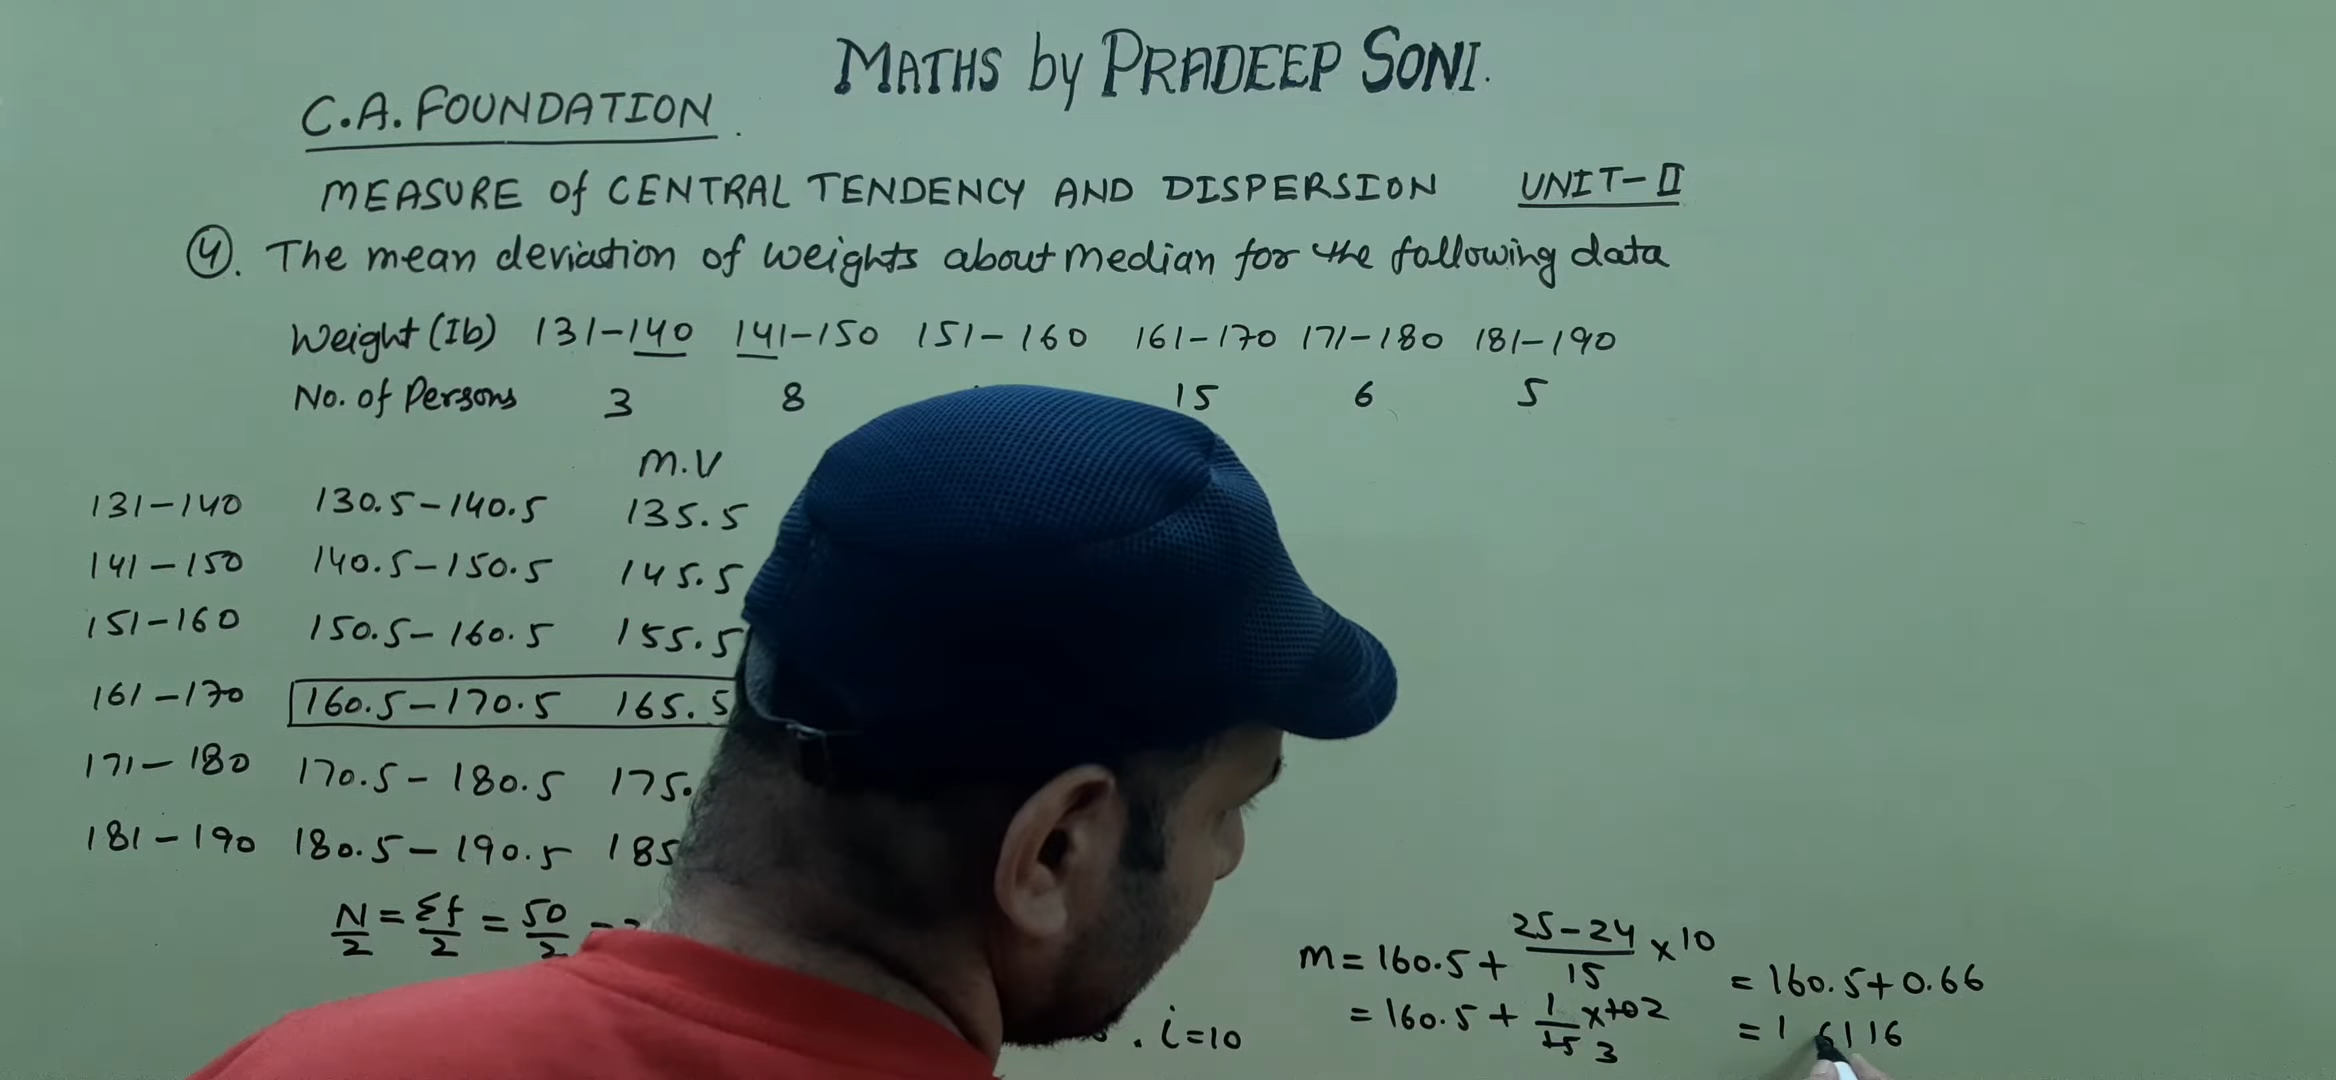 MATHS by PRADEEP SONI.
C.A. FOUNDATION.
MEASURE of CENTRAL TENDENCY AND DISPERSION UNIT-II
4. The mean deviation of weights about median for the following data
Weight (Ib) 131-140 141-150 151-160 161-170 171-180 181-190
No. of Persons 3 8 15 6 5
M.V
131-140 130.5-140.5 135.5
141-150 140.5-150.5 145.5
151-160 150.5-160.5 155.5
161-170 160.5-170.5 165.5
171-180 170.5-180.5 175.
181-190 180.5-190.5 185
N/2 = Σf/2 = 50/2 =
i=10
m = 160.5 + 25-24/15 × 10
= 160.5 + 1/15 3 × 10 2
= 160.5+0.66
= 1 6116